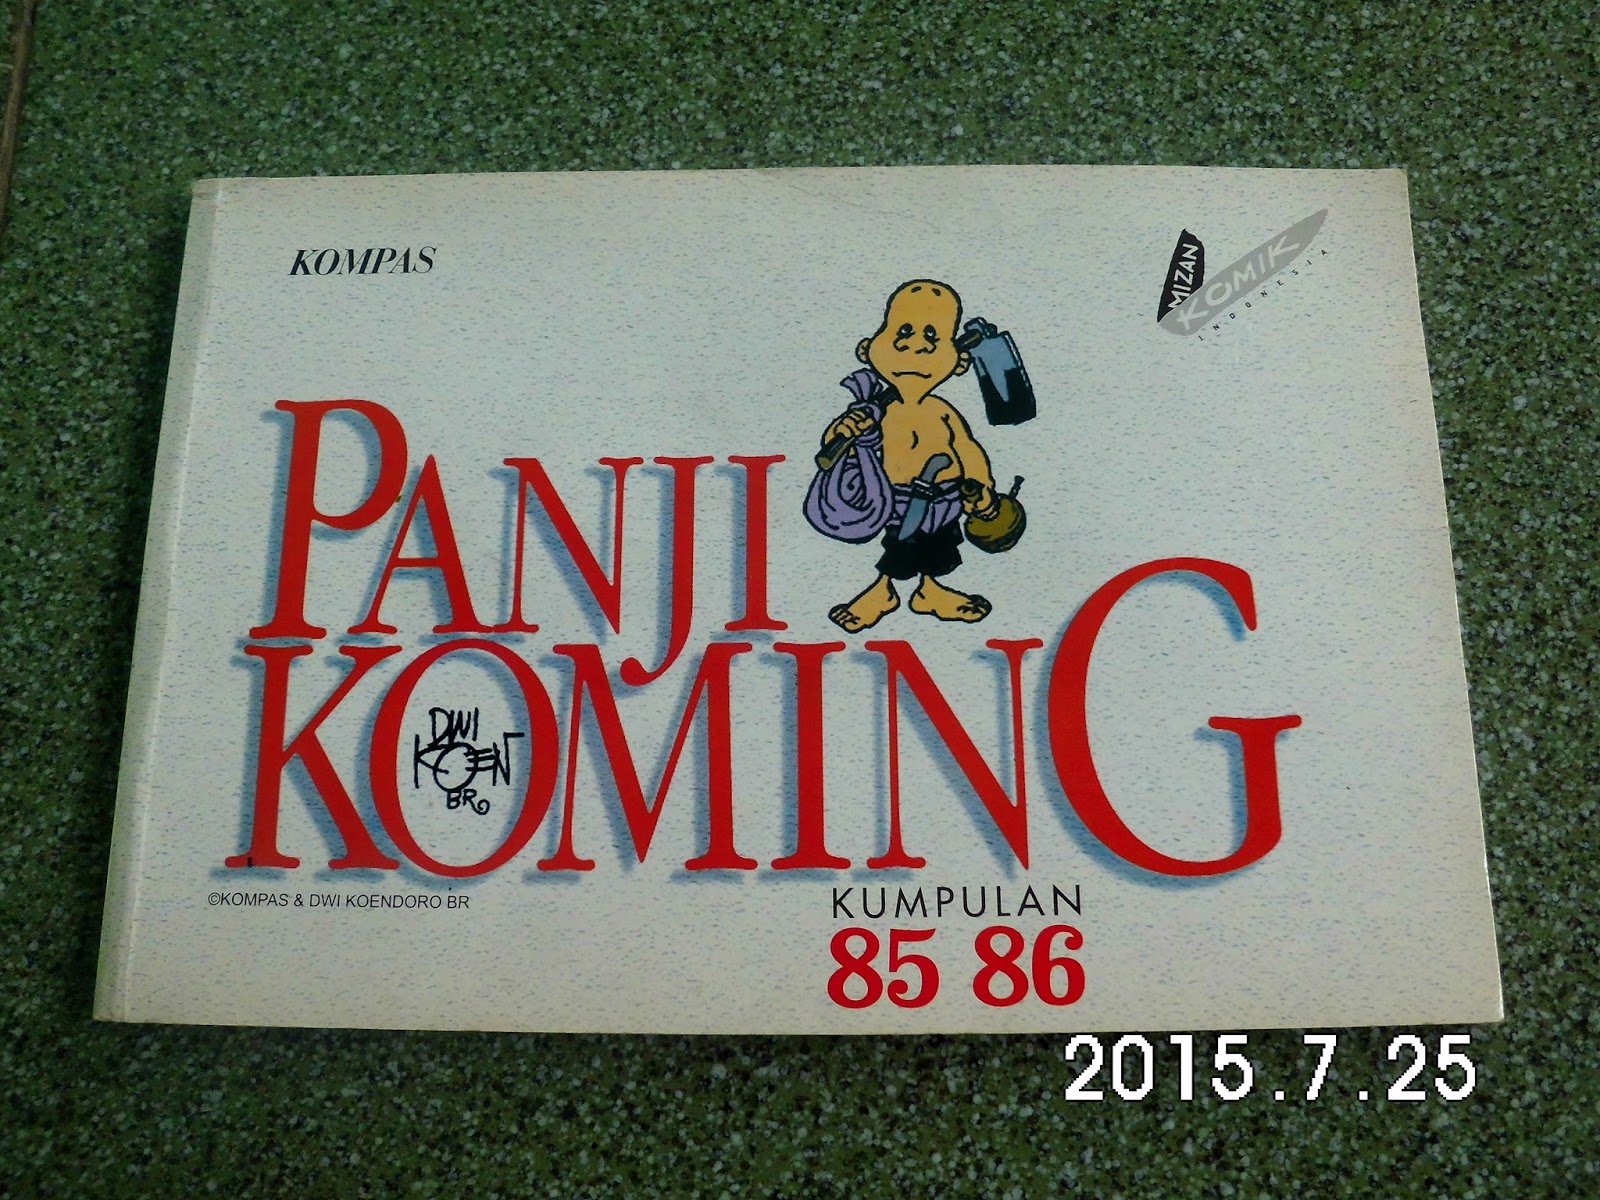 KOMPAS
MIZAN
KOMIK
INDONESIA
PANJI
KOMING
DWI
KOEN
BR
©KOMPAS & DWI KOENDORO BR
KUMPULAN
85 86
2015.7.25